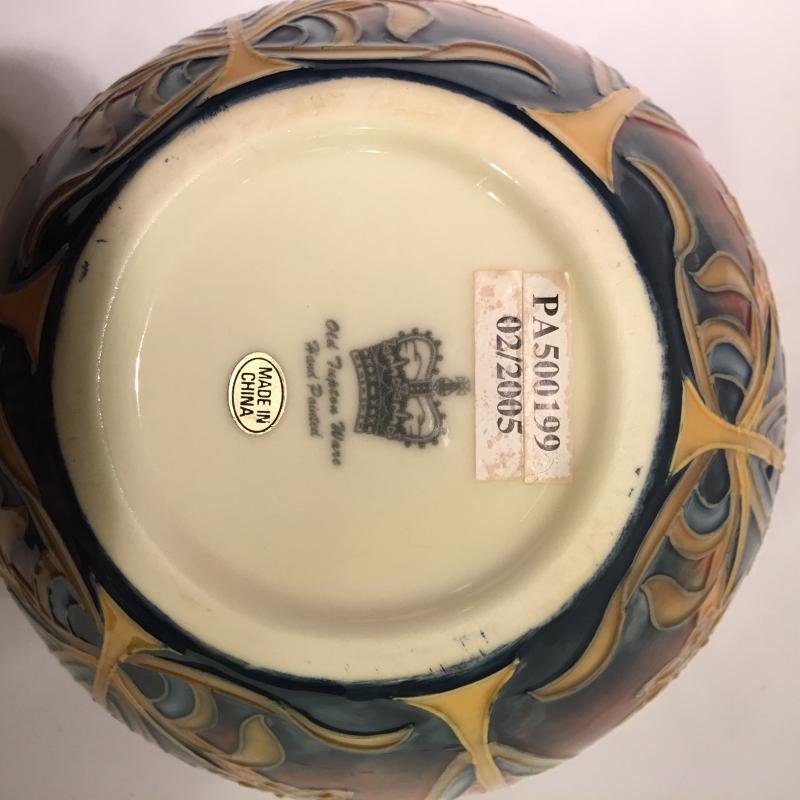 PA500199
02/2005
Old Tupton Ware
Hand Painted
MADE IN
CHINA